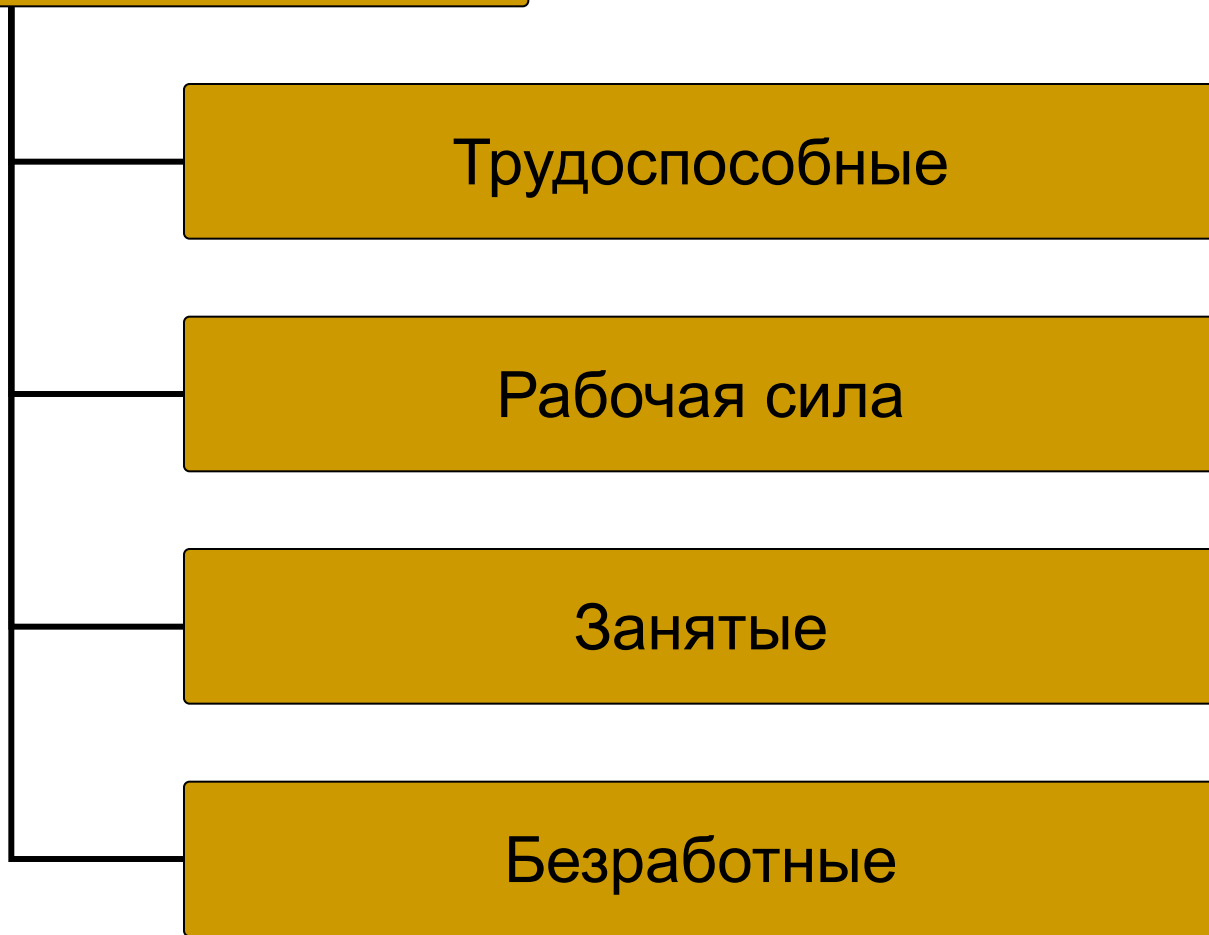 Трудоспособные
Рабочая сила
Занятые
Безработные